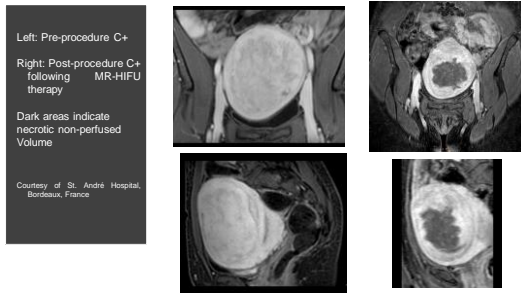 Left: Pre-procedure C+
Right: Post-procedure C+
following MR-HIFU
therapy
Dark areas indicate
necrotic non-perfused
Volume
Courtesy of St. André Hospital,
Bordeaux, France